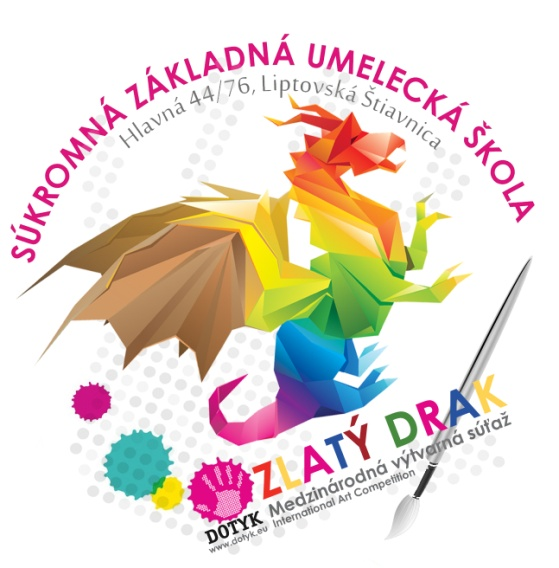 SÚKROMNÁ ZÁKLADNÁ UMELECKÁ ŠKOLA
Hlavná 44/76, Liptovská Štiavnica
ZLATÝ DRAK
Medzinárodná výtvarná súťaž
DOTYK International Art Competition
www.dotyk.eu